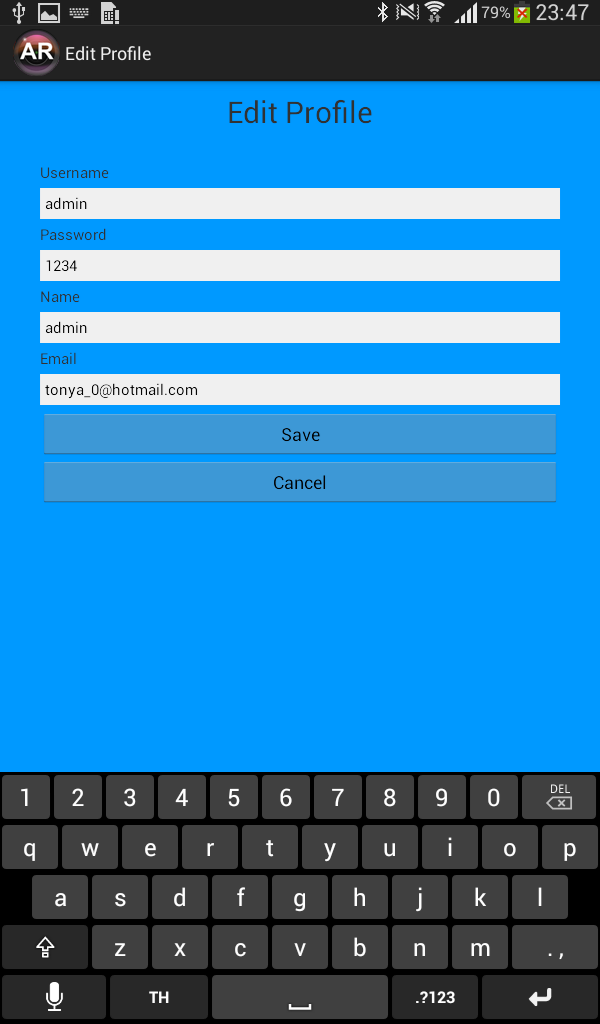 79% 23:47
AR Edit Profile
Edit Profile
Username
admin
Password
1234
Name
admin
Email
tonya_0@hotmail.com
Save
Cancel
1 2 3 4 5 6 7 8 9 0 DEL
q w e r t y u i o p
a s d f g h j k l
z x c v b n m . ,
TH .?123